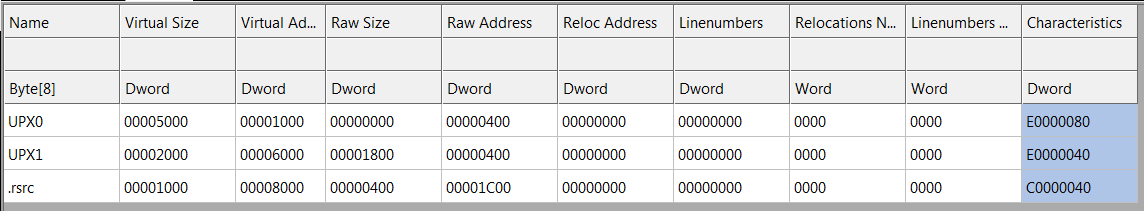 Name Virtual Size Virtual Ad... Raw Size Raw Address Reloc Address Linenumbers Relocations N... Linenumbers ... Characteristics
Byte[8] Dword Dword Dword Dword Dword Dword Word Word Dword
UPX0 00005000 00001000 00000000 00000400 00000000 00000000 0000 0000 E0000080
UPX1 00002000 00006000 00001800 00000400 00000000 00000000 0000 0000 E0000040
.rsrc 00001000 00008000 00000400 00001C00 00000000 00000000 0000 0000 C0000040